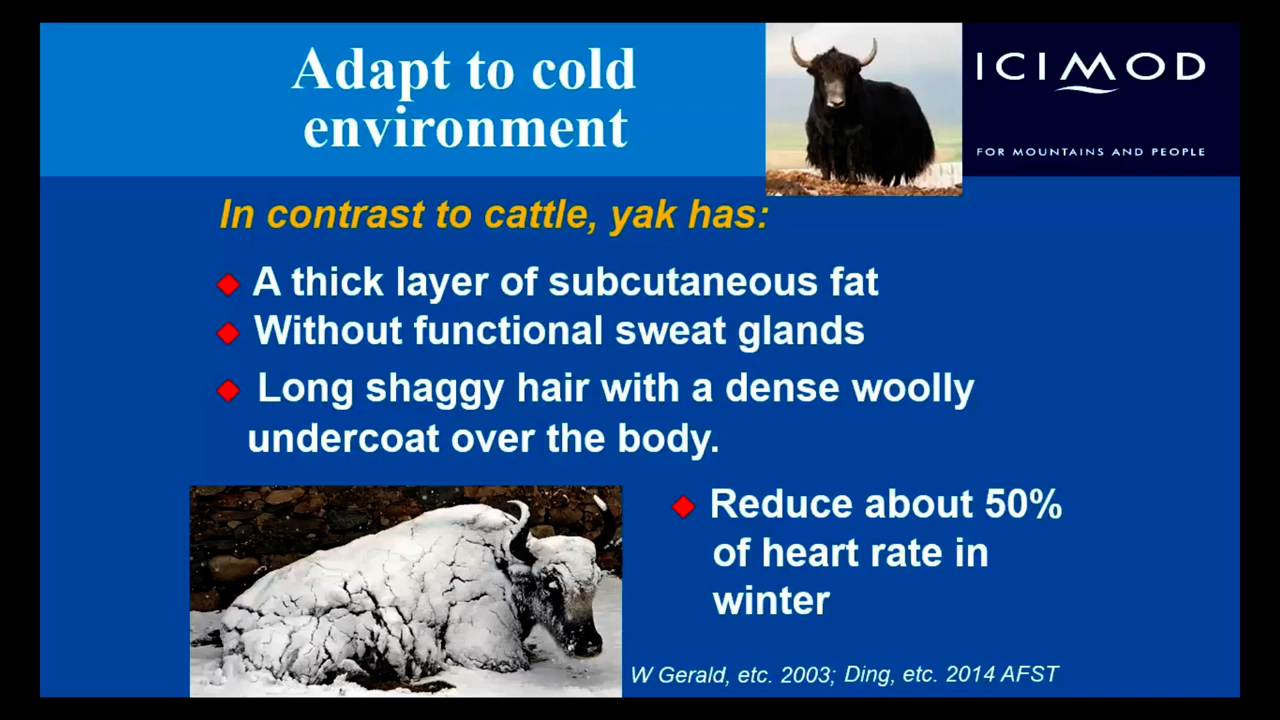 Adapt to cold
environment
ICIMOD
FOR MOUNTAINS AND PEOPLE
In contrast to cattle, yak has:
A thick layer of subcutaneous fat
Without functional sweat glands
Long shaggy hair with a dense woolly
undercoat over the body.
Reduce about 50%
of heart rate in
winter
W Gerald, etc. 2003; Ding, etc. 2014 AFST